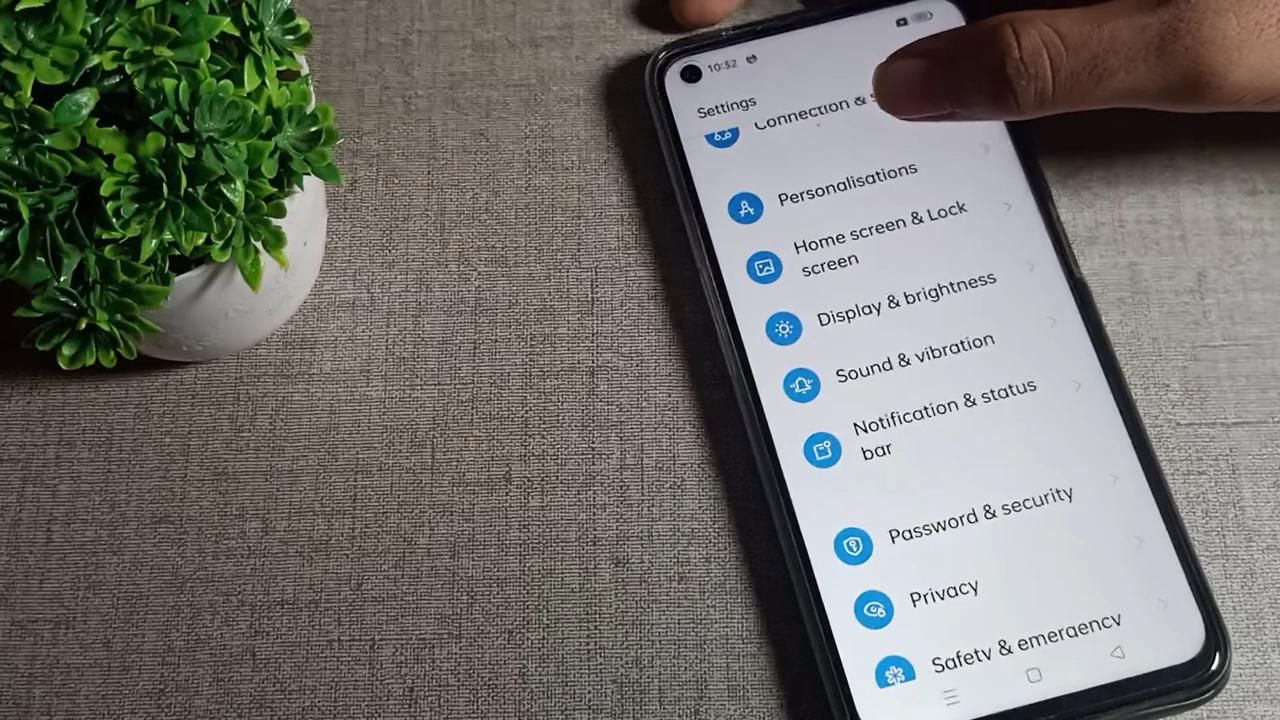 10:32
Settings
Connection &
Personalisations
Home screen & Lock
screen
Display & brightness
Sound & vibration
Notification & status
bar
Password & security
Privacy
Safety & emergency